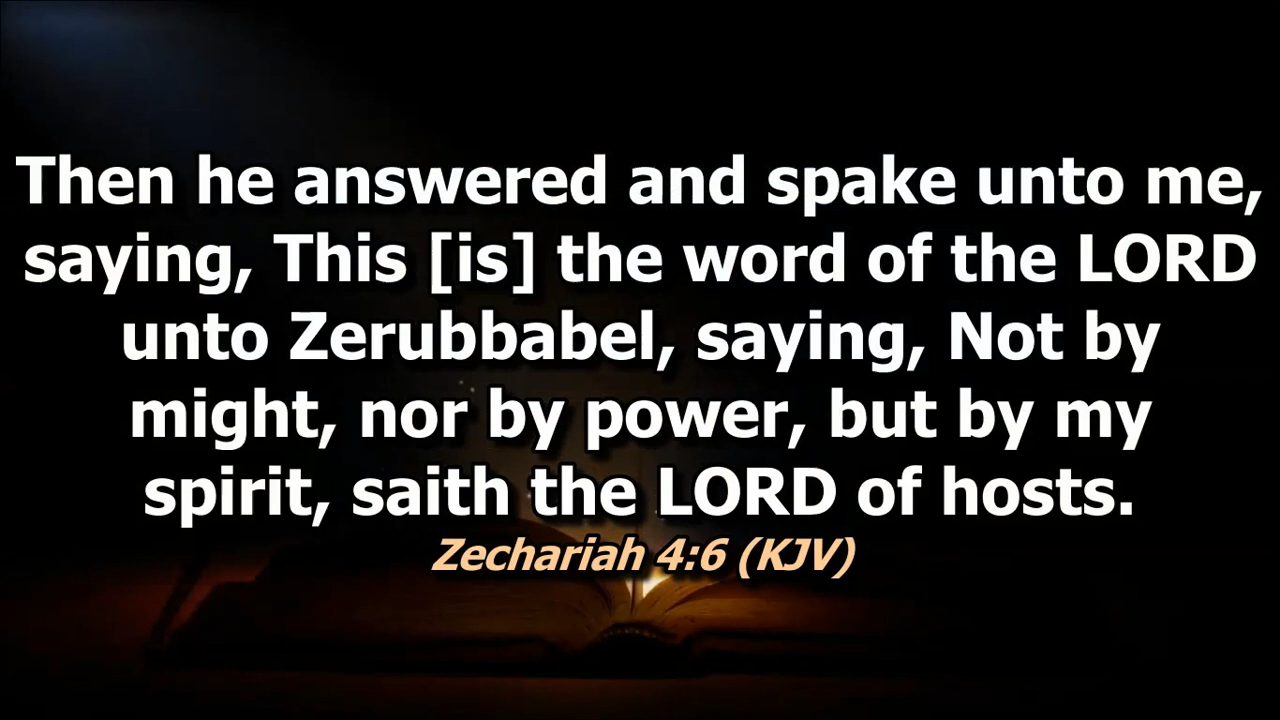 Then he answered and spake unto me,
saying, This [is] the word of the LORD
unto Zerubbabel, saying, Not by
might, nor by power, but by my
spirit, saith the LORD of hosts.
Zechariah 4:6 (KJV)